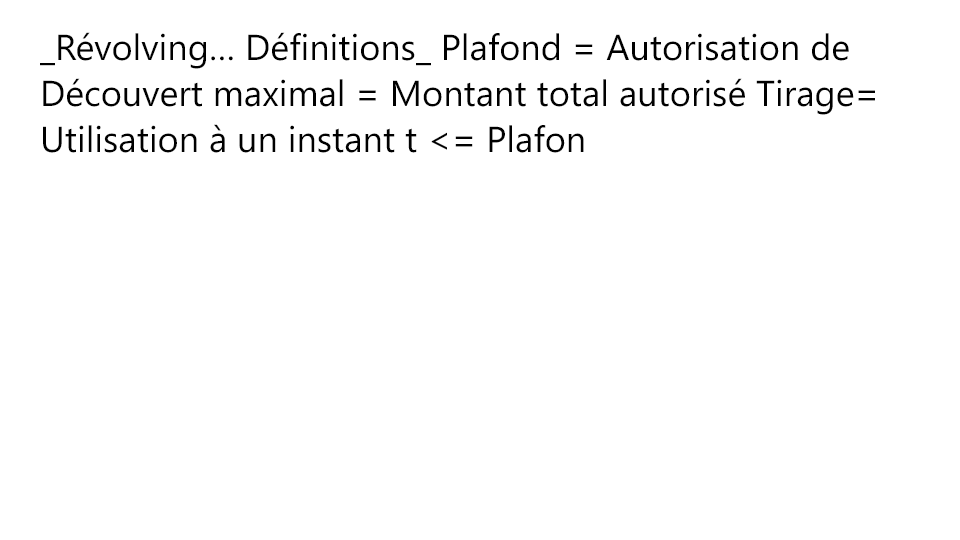 _Révolving... Définitions_ Plafond = Autorisation de
Découvert maximal = Montant total autorisé Tirage=
Utilisation à un instant t <= Plafon